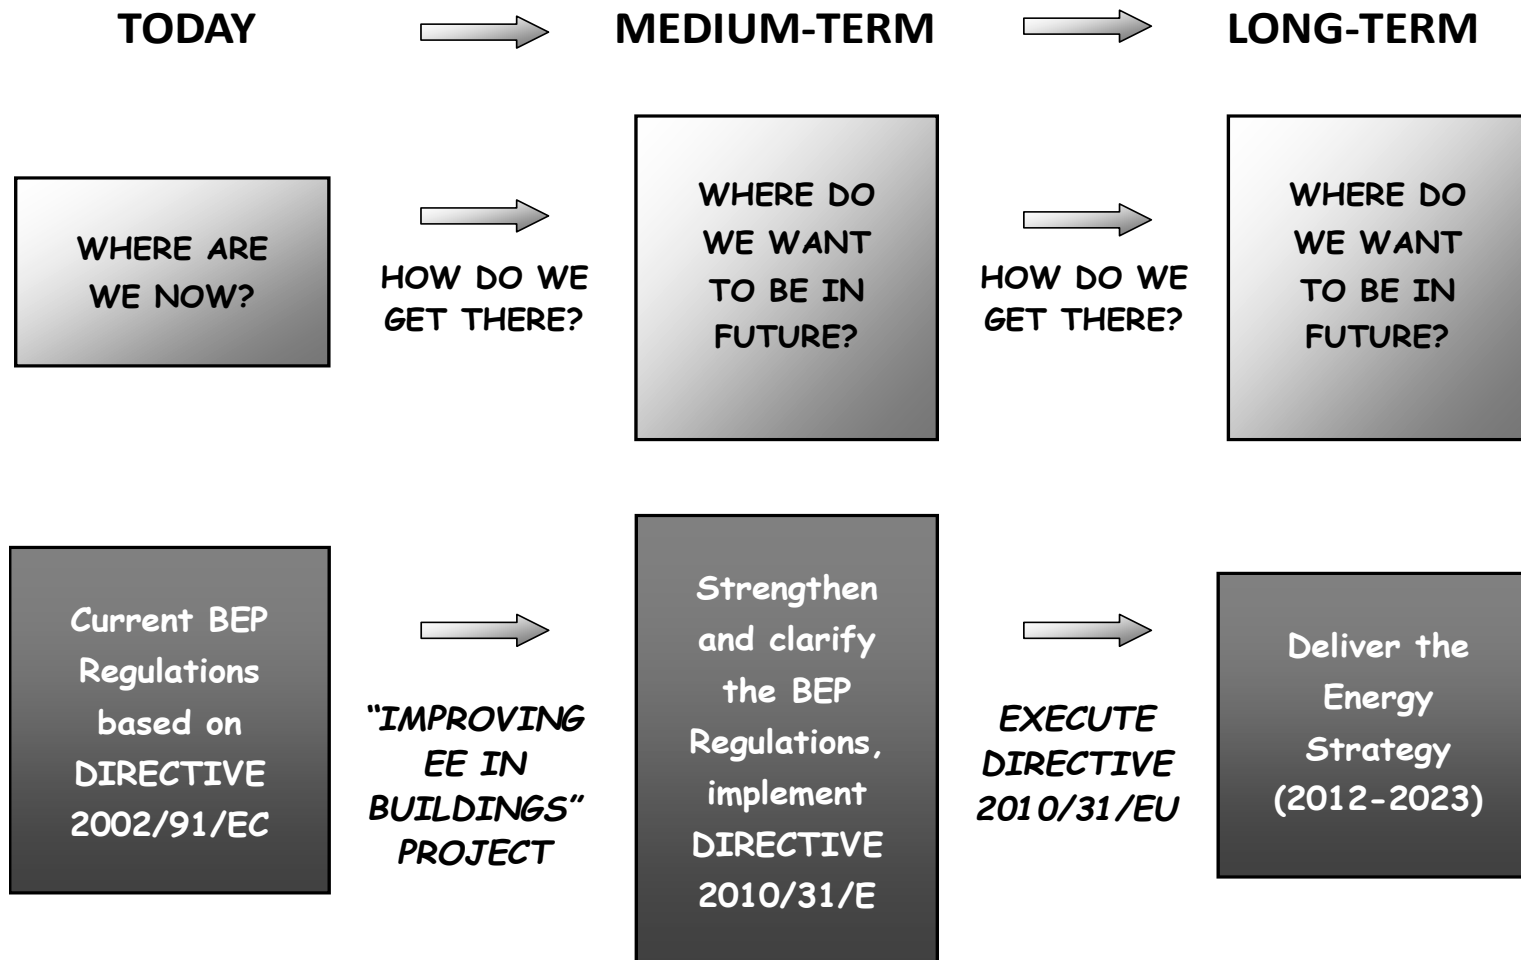 TODAY
MEDIUM-TERM
LONG-TERM
WHERE ARE
WE NOW?
HOW DO WE
GET THERE?
WHERE DO
WE WANT
TO BE IN
FUTURE?
HOW DO WE
GET THERE?
WHERE DO
WE WANT
TO BE IN
FUTURE?
Current BEP
Regulations
based on
DIRECTIVE
2002/91/EC
“IMPROVING
EE IN
BUILDINGS”
PROJECT
Strengthen
and clarify
the BEP
Regulations,
implement
DIRECTIVE
2010/31/E
EXECUTE
DIRECTIVE
2010/31/EU
Deliver the
Energy
Strategy
(2012-2023)